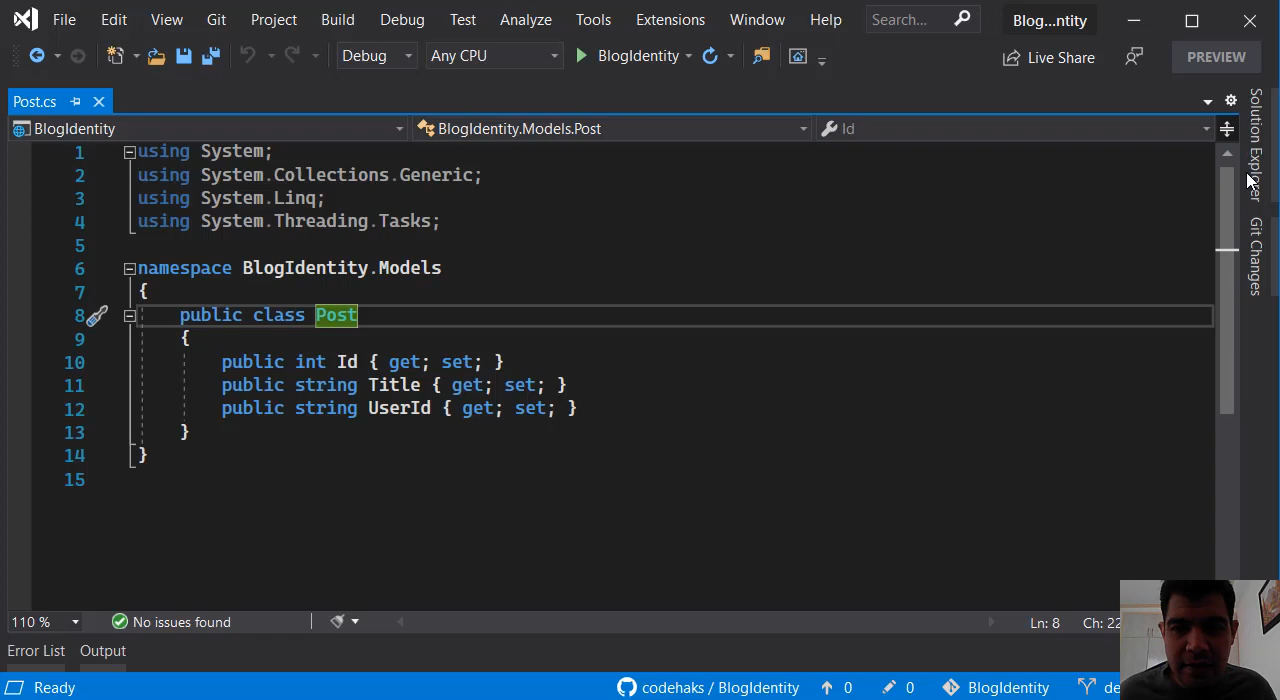 File Edit View Git Project Build Debug Test Analyze Tools Extensions Window Help Search... Blog...ntity
Debug Any CPU BlogIdentity Live Share PREVIEW
Post.cs
BlogIdentity BlogIdentity.Models.Post Id
1 using System;
2 using System.Collections.Generic;
3 using System.Linq;
4 using System.Threading.Tasks;
5
6 namespace BlogIdentity.Models
7 {
8 public class Post
9 {
10 public int Id { get; set; }
11 public string Title { get; set; }
12 public string UserId { get; set; }
13 }
14 }
15
Solution Explorer
Git Changes
110 % No issues found Ln: 8 Ch: 22
Error List Output
Ready codehaks / BlogIdentity 0 0 BlogIdentity